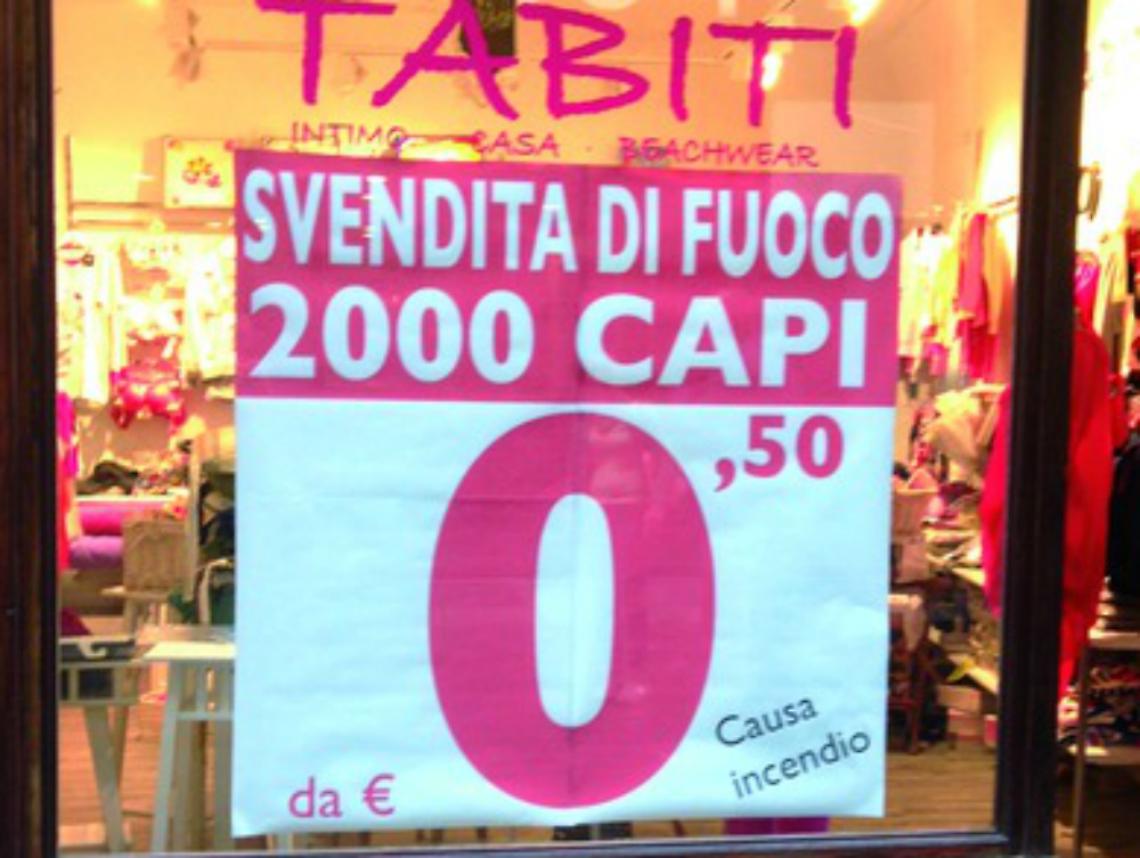 TABITI
INTIMO CASA · BEACHWEAR
SVENDITA DI FUOCO
2000 CAPI
0,50
Causa
incendio
da €